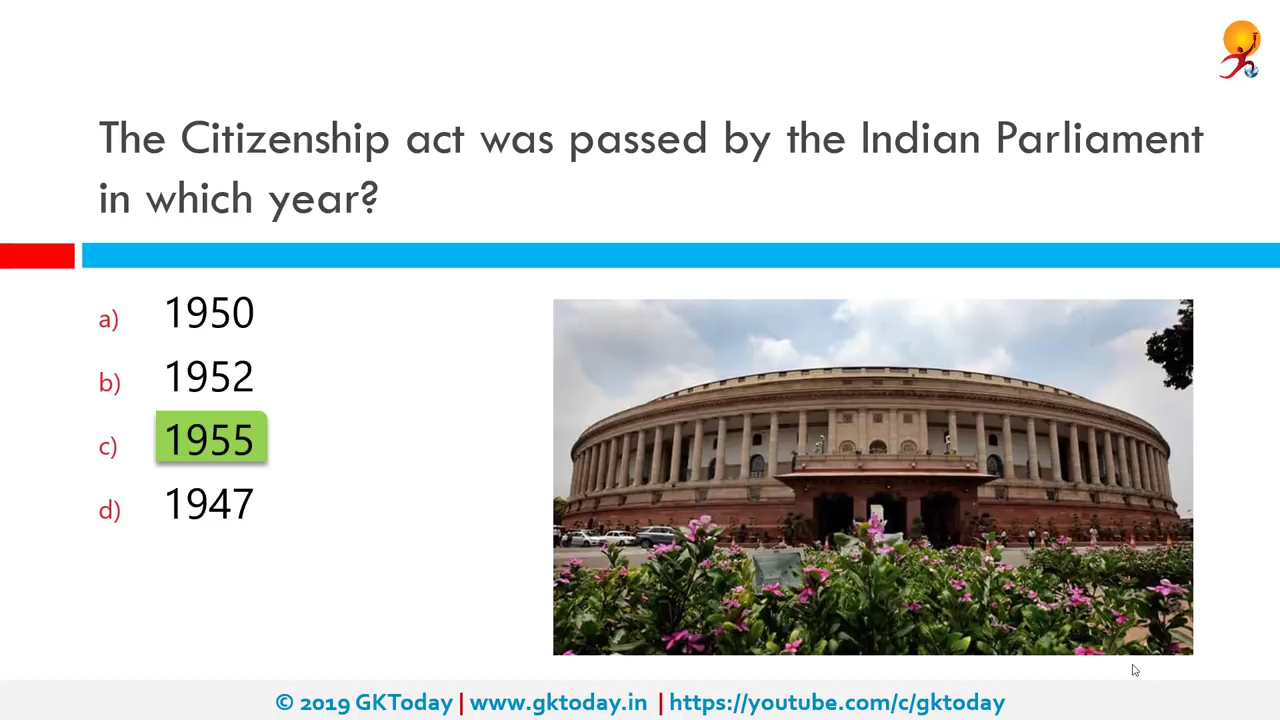 The Citizenship act was passed by the Indian Parliament
in which year?
a) 1950
b) 1952
c) 1955
d) 1947
© 2019 GKToday | www.gktoday.in | https://youtube.com/c/gktoday